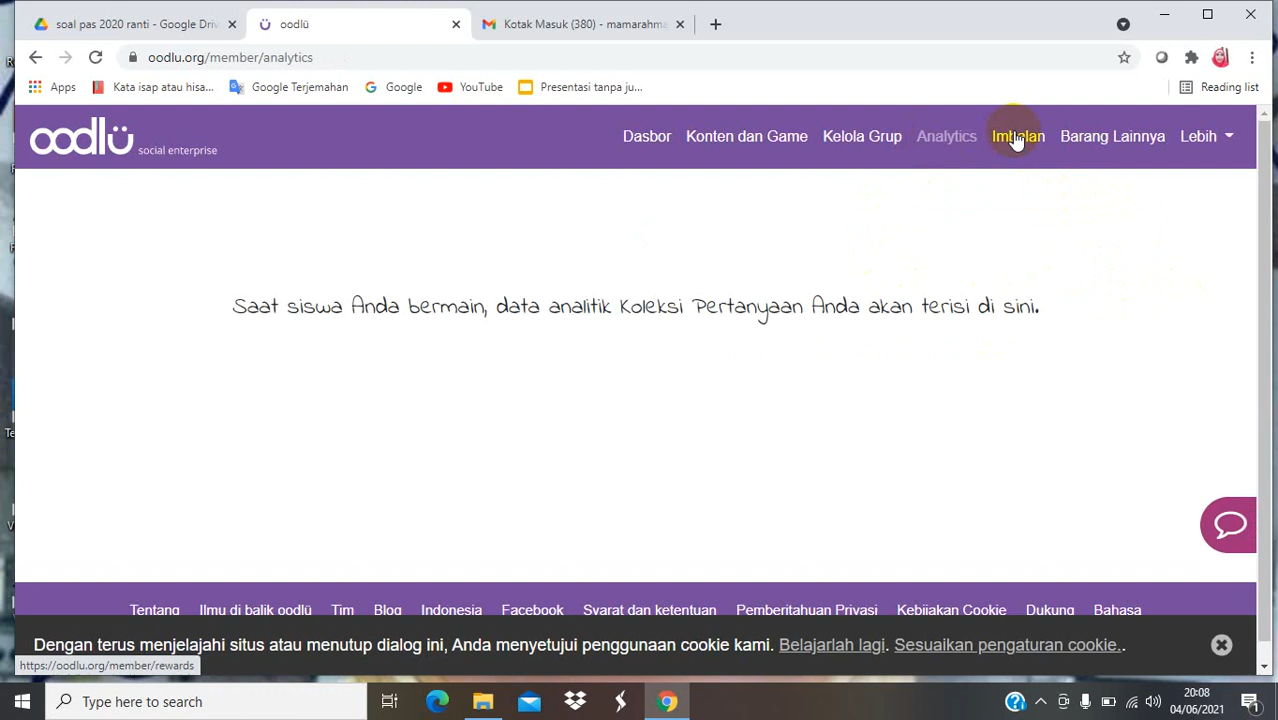 soal pas 2020 ranti - Google Driv
oodlü
Kotak Masuk (380) - mamarahma
oodlu.org/member/analytics
Apps
Kata isap atau hisa...
Google Terjemahan
Google
YouTube
Presentasi tanpa ju...
Reading list
oodlü social enterprise
Dasbor
Konten dan Game
Kelola Grup
Analytics
Imbalan
Barang Lainnya
Lebih
Saat siswa Anda bermain, data analitik Koleksi Pertanyaan Anda akan terisi di sini.
Tentang
Ilmu di balik oodlü
Tim
Blog
Indonesia
Facebook
Syarat dan ketentuan
Pemberitahuan Privasi
Kebijakan Cookie
Dukung
Bahasa
Dengan terus menjelajahi situs atau menutup dialog ini, Anda menyetujui penggunaan cookie kami. Belajarlah lagi. Sesuaikan pengaturan cookie..
https://oodlu.org/member/rewards
Type here to search
20:08
04/06/2021